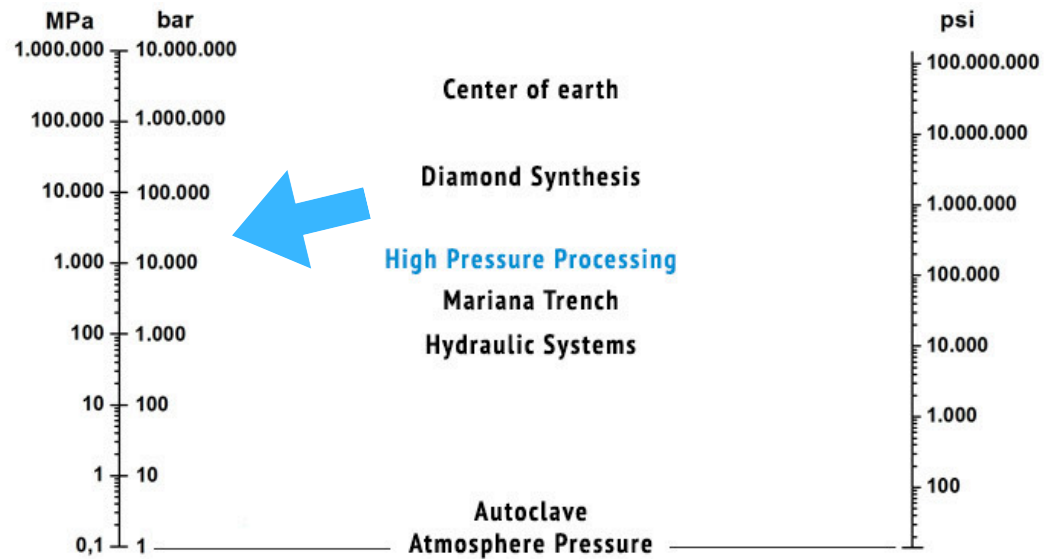 MPa bar psi
1.000.000 10.000.000
100.000.000
Center of earth
100.000 1.000.000
10.000.000
Diamond Synthesis
10.000 100.000
1.000.000
High Pressure Processing
1.000 10.000
100.000
Mariana Trench
100 1.000
Hydraulic Systems
10.000
10 100
1.000
1 10
100
Autoclave
0,1 1 Atmosphere Pressure